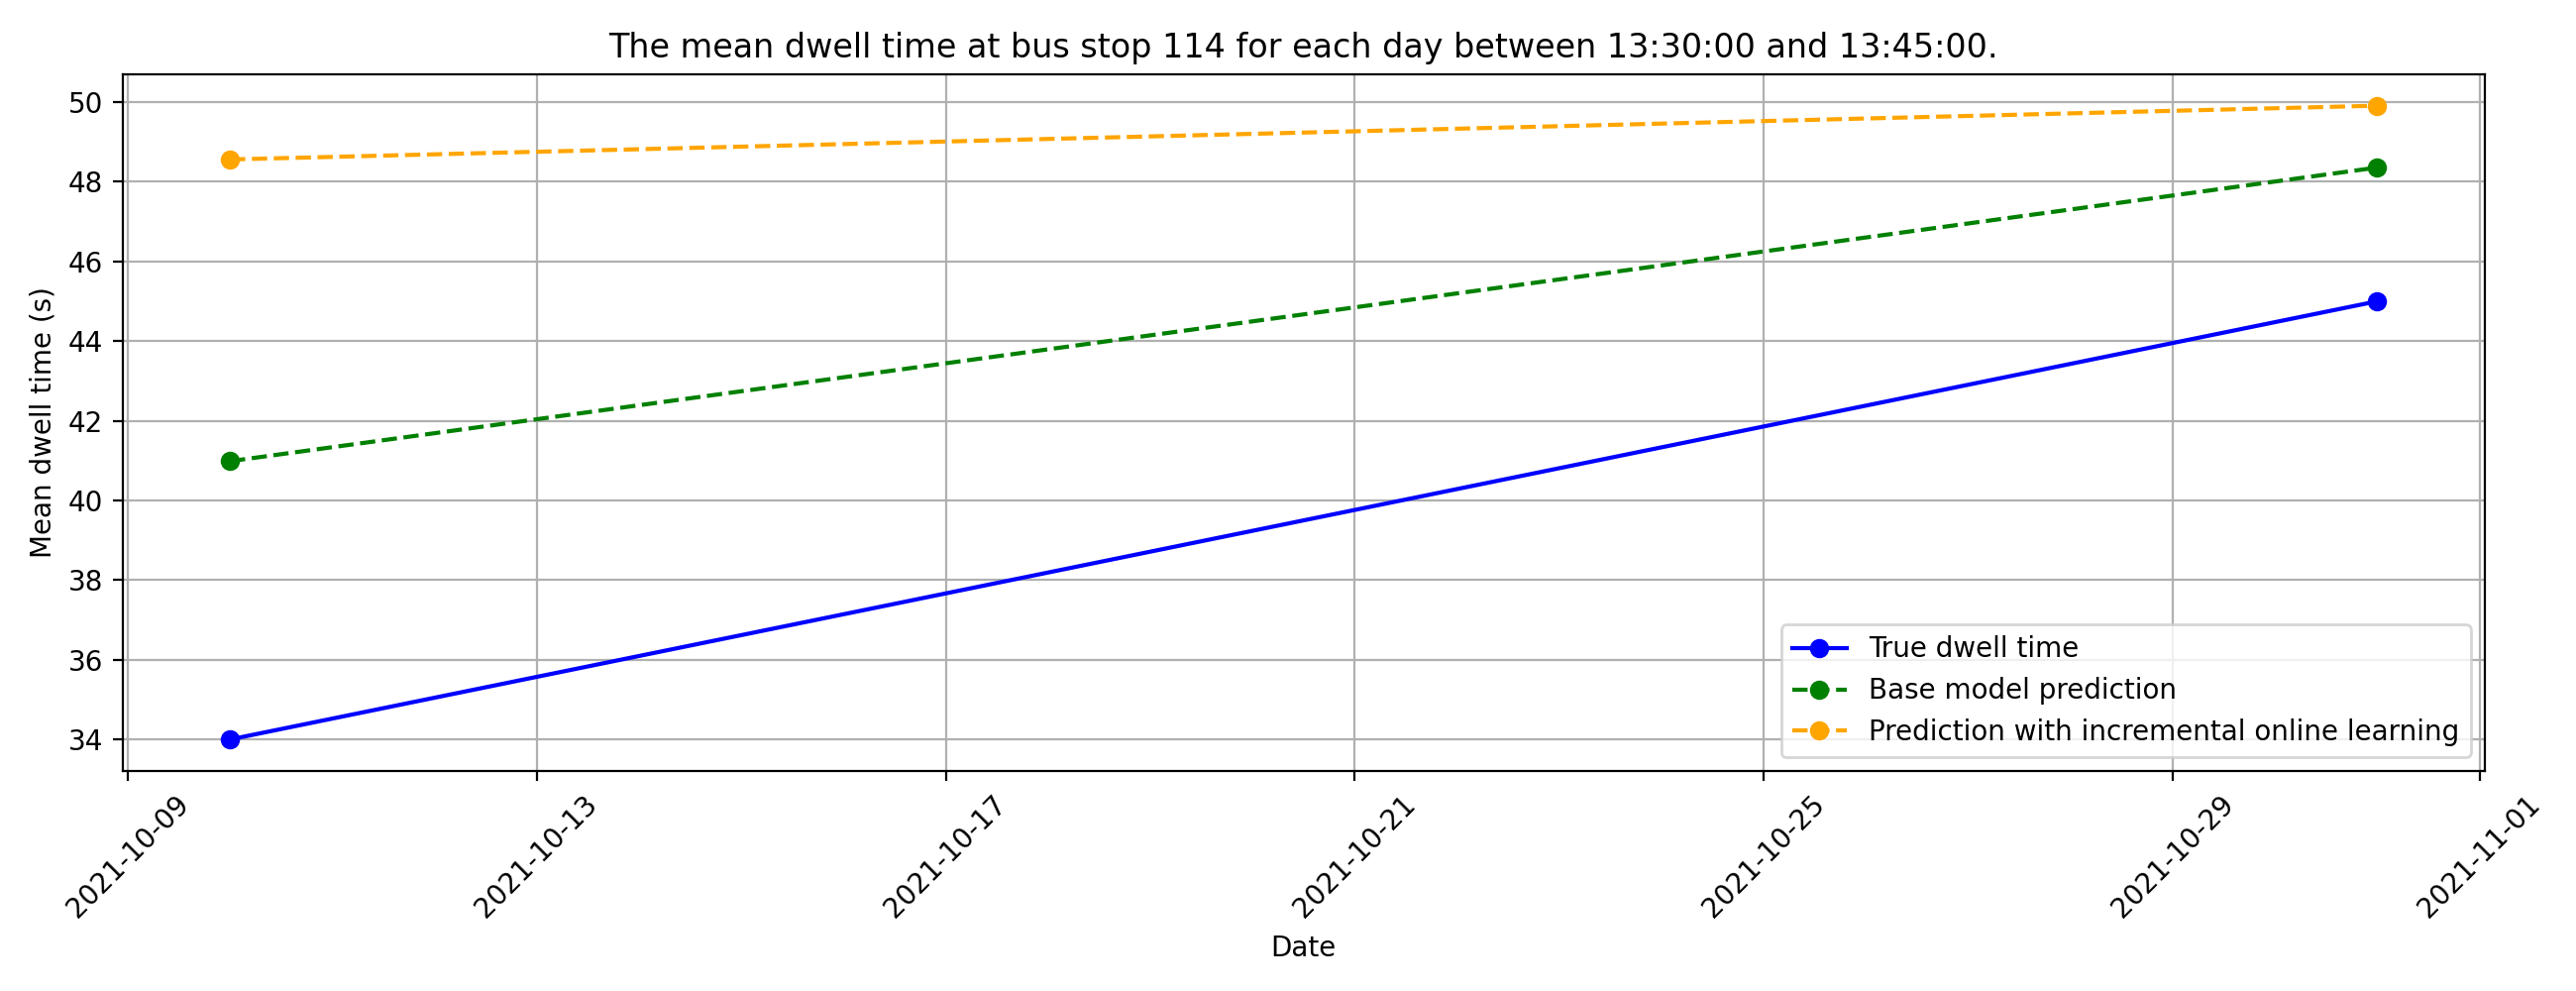 The mean dwell time at bus stop 114 for each day between 13:30:00 and 13:45:00.
Mean dwell time (s)
50
48
46
44
42
40
38
36
34
True dwell time
Base model prediction
Prediction with incremental online learning
2021-10-09
2021-10-13
2021-10-17
2021-10-21
2021-10-25
2021-10-29
2021-11-01
Date